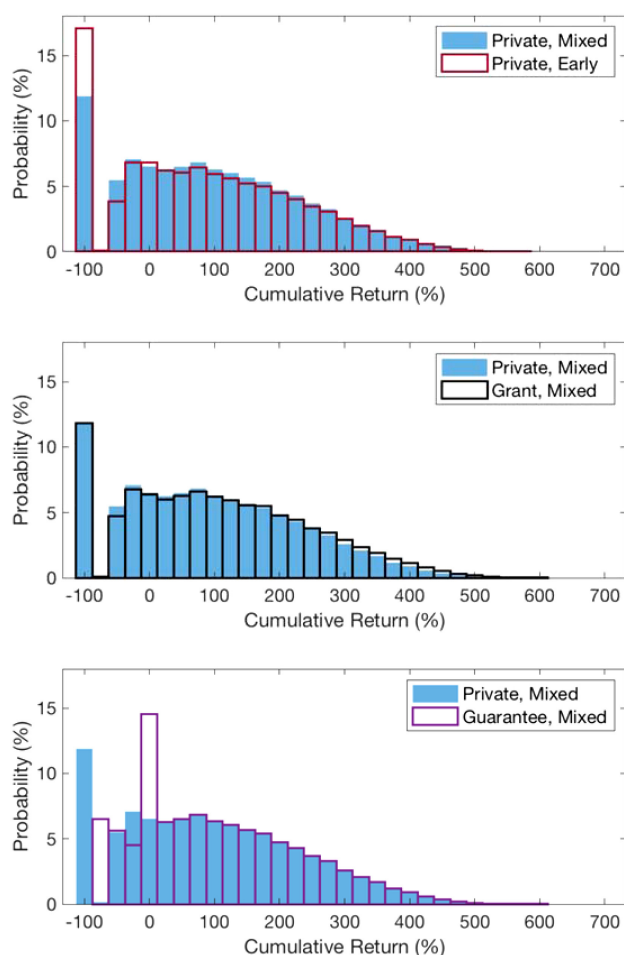 15
10
5
0
Probability (%)
Private, Mixed
Private, Early
-100 0 100 200 300 400 500 600 700
Cumulative Return (%)
15
10
5
0
Probability (%)
Private, Mixed
Grant, Mixed
-100 0 100 200 300 400 500 600 700
Cumulative Return (%)
15
10
5
0
Probability (%)
Private, Mixed
Guarantee, Mixed
-100 0 100 200 300 400 500 600 700
Cumulative Return (%)